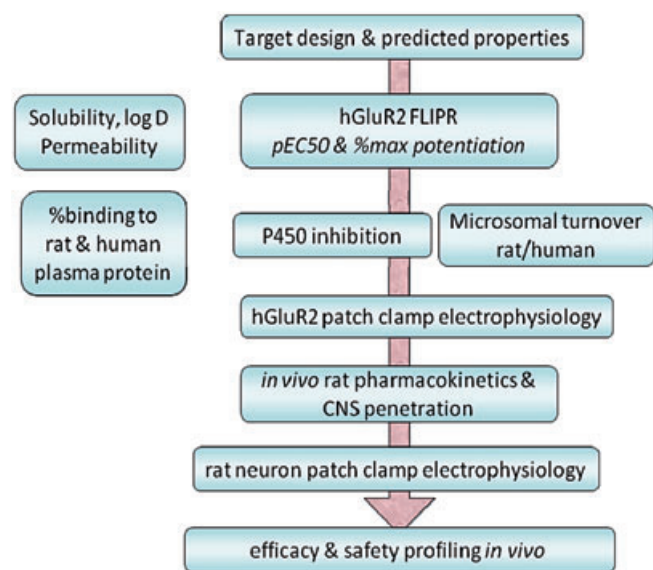 Target design & predicted properties
Solubility, log D
Permeability
hGluR2 FLIPR
pEC50 & %max potentiation
%binding to
rat & human
plasma protein
P450 inhibition
Microsomal turnover
rat/human
hGluR2 patch clamp electrophysiology
in vivo rat pharmacokinetics &
CNS penetration
rat neuron patch clamp electrophysiology
efficacy & safety profiling in vivo